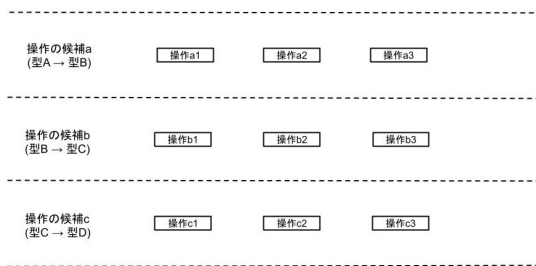 操作の候補a
(型A → 型B)
操作a1
操作a2
操作a3
操作の候補b
(型B → 型C)
操作b1
操作b2
操作b3
操作の候補c
(型C → 型D)
操作c1
操作c2
操作c3